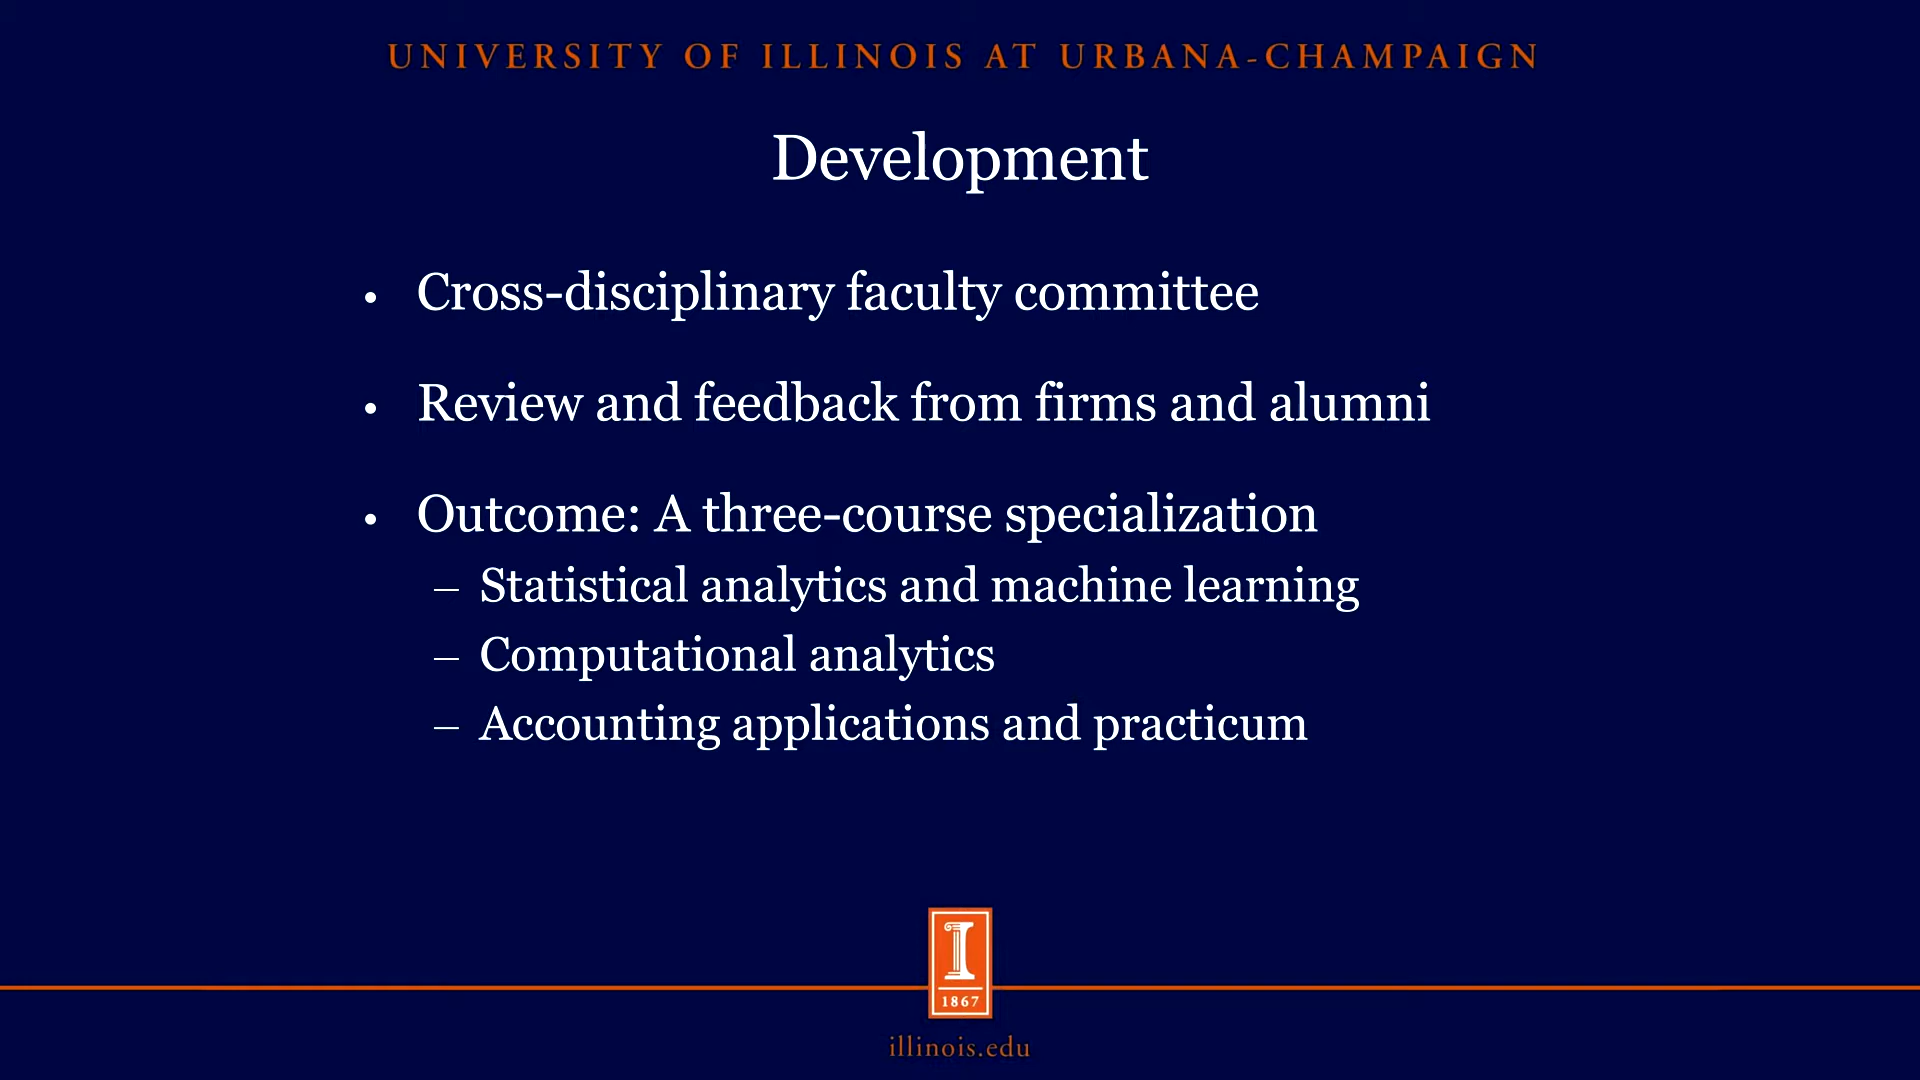 UNIVERSITY OF ILLINOIS AT URBANA-CHAMPAIGN
Development
• Cross-disciplinary faculty committee
• Review and feedback from firms and alumni
• Outcome: A three-course specialization
– Statistical analytics and machine learning
– Computational analytics
– Accounting applications and practicum
I
1867
illinois.edu